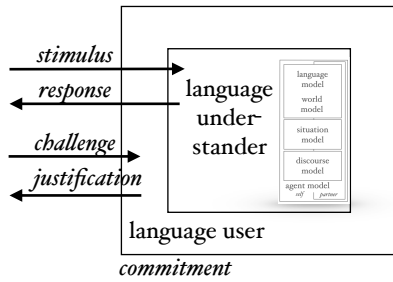 stimulus
response
challenge
justification
language
under-
stander
language
model
world
model
situation
model
discourse
model
agent model
self partner
language user
commitment